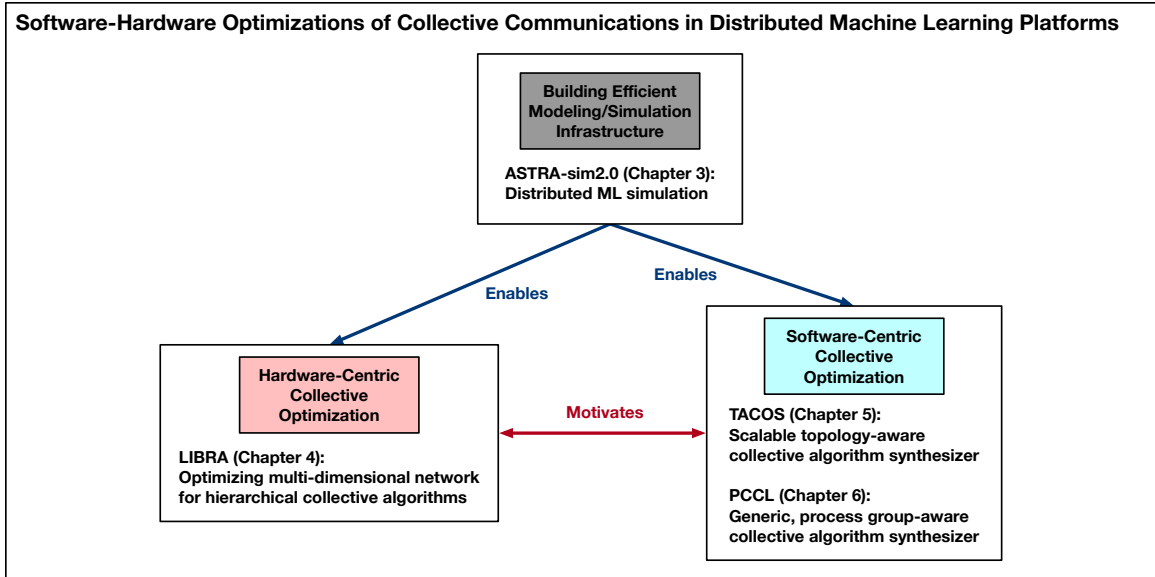 Software-Hardware Optimizations of Collective Communications in Distributed Machine Learning Platforms
Building Efficient
Modeling/Simulation
Infrastructure
ASTRA-sim2.0 (Chapter 3):
Distributed ML simulation
Enables
Enables
Hardware-Centric
Collective
Optimization
LIBRA (Chapter 4):
Optimizing multi-dimensional network
for hierarchical collective algorithms
Motivates
Software-Centric
Collective
Optimization
TACOS (Chapter 5):
Scalable topology-aware
collective algorithm synthesizer
PCCL (Chapter 6):
Generic, process group-aware
collective algorithm synthesizer